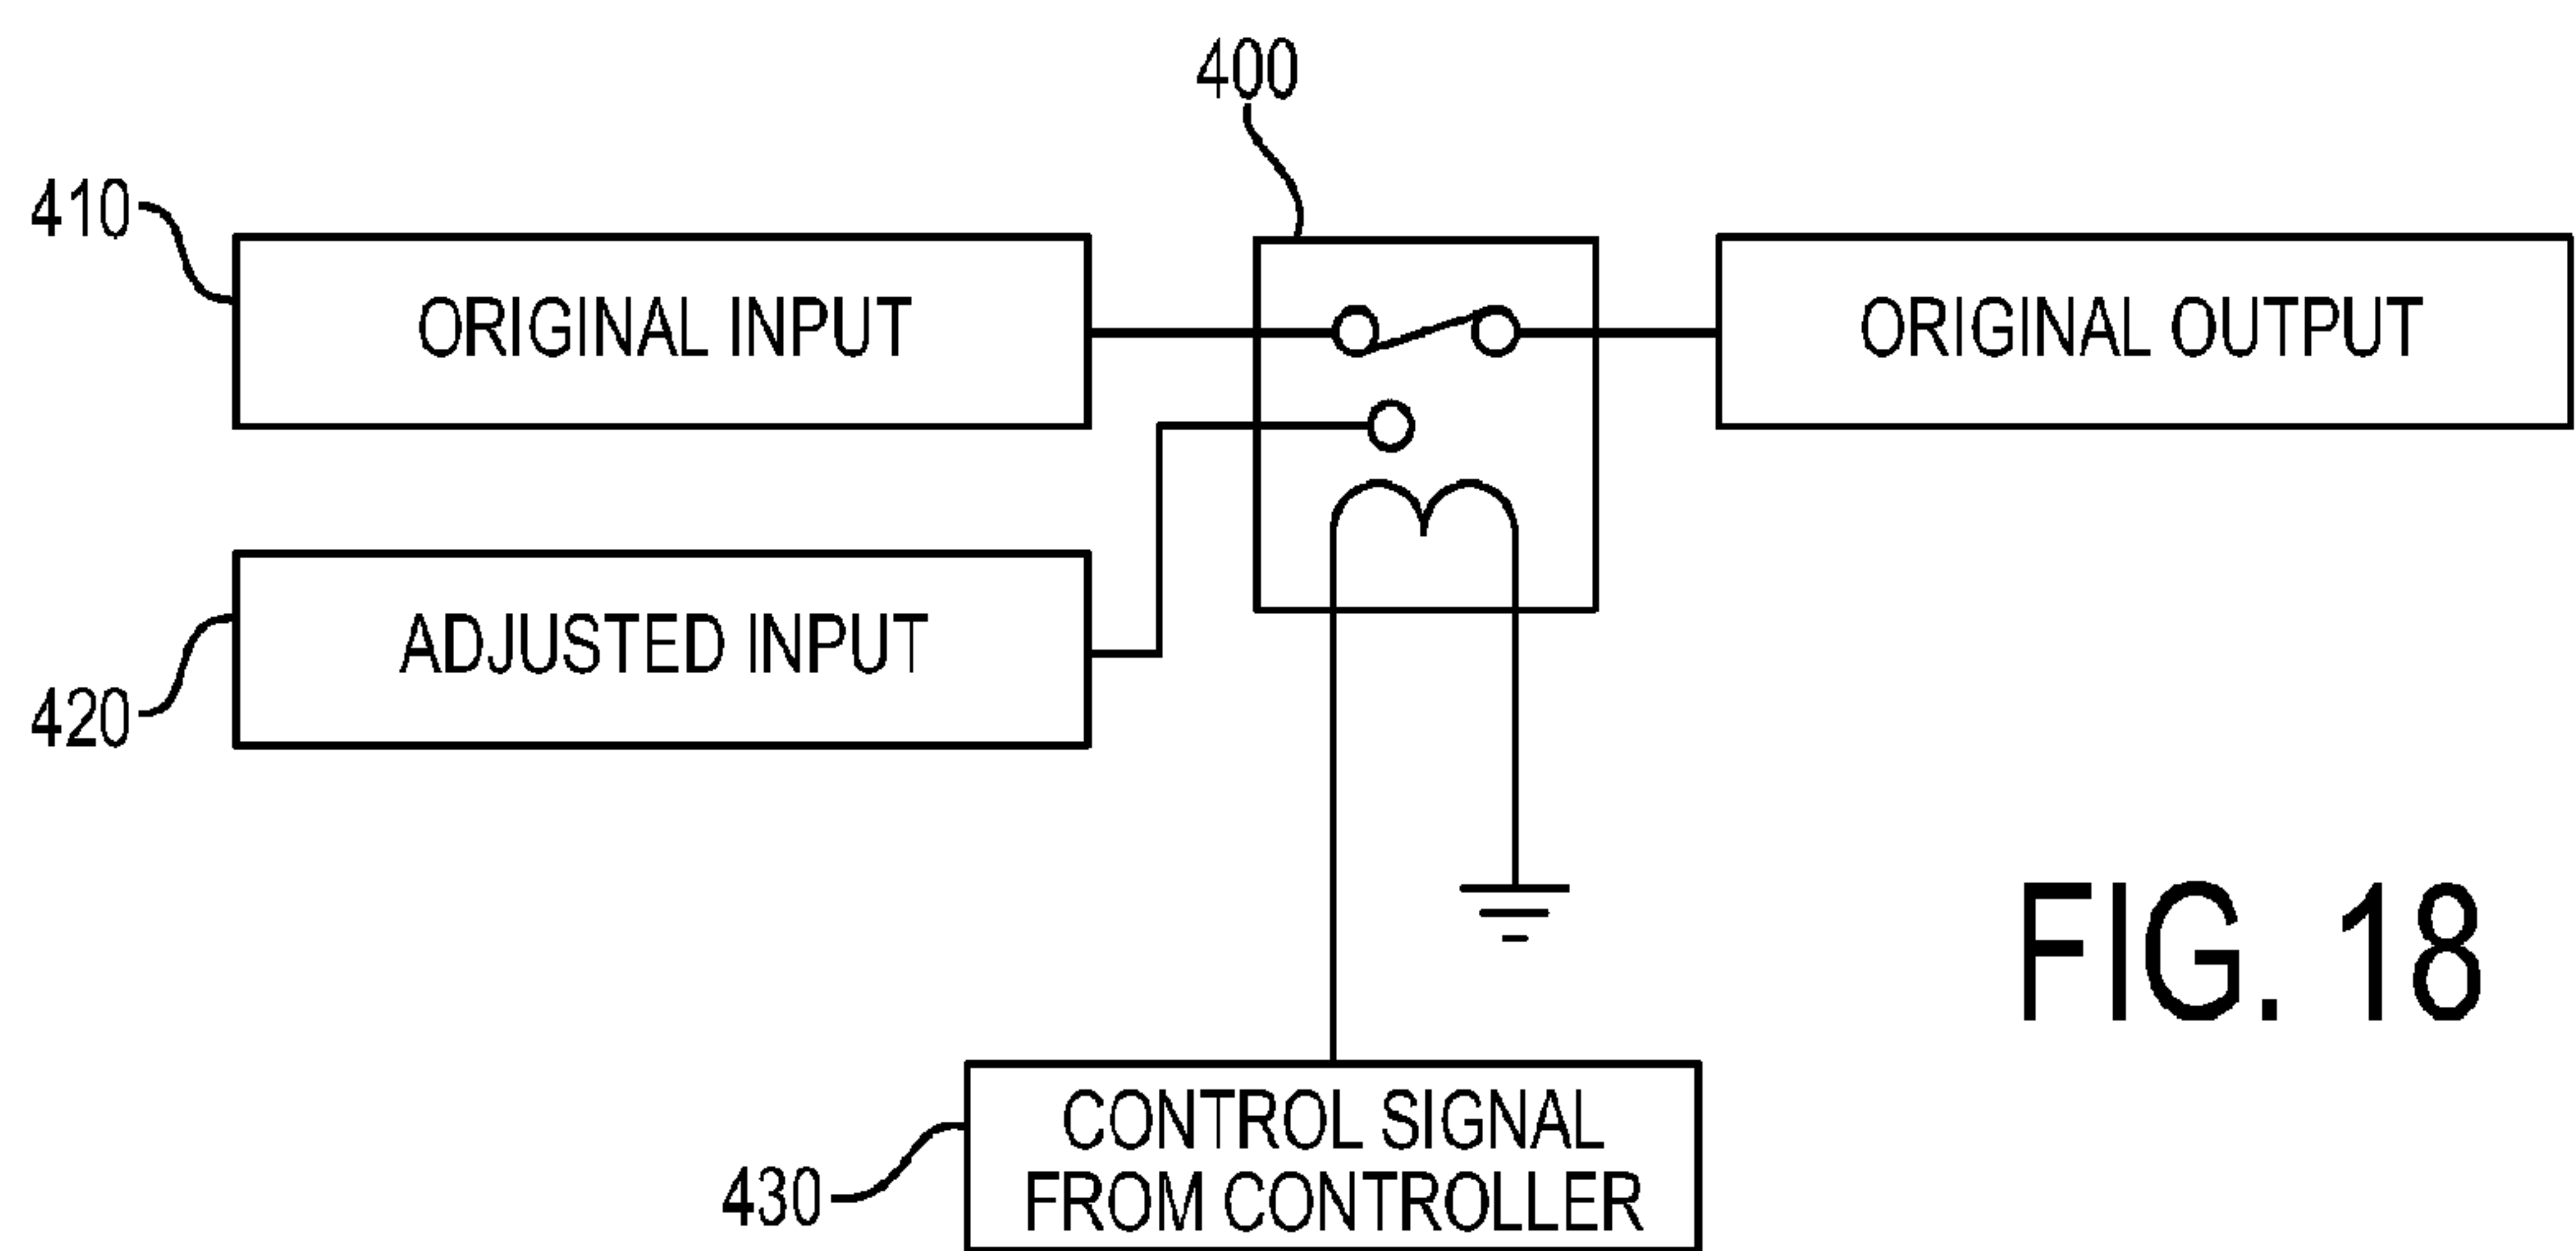 400
410
ORIGINAL INPUT
ORIGINAL OUTPUT
ADJUSTED INPUT
420
FIG. 18
CONTROL SIGNAL
FROM CONTROLLER
430